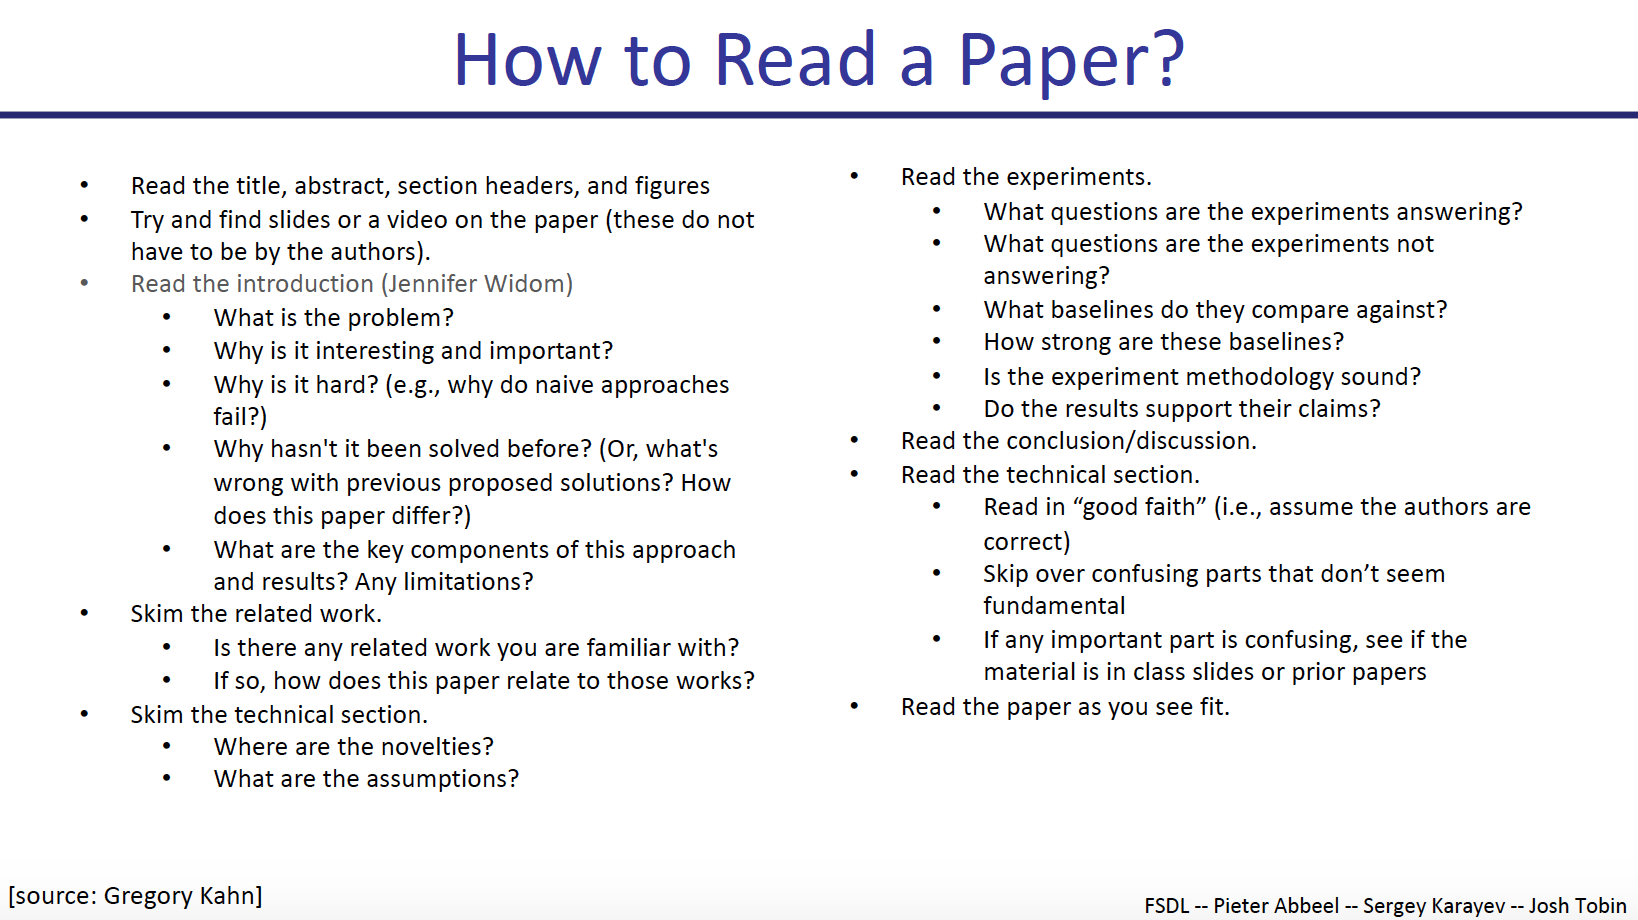 How to Read a Paper?
• Read the title, abstract, section headers, and figures
• Try and find slides or a video on the paper (these do not
have to be by the authors).
• Read the introduction (Jennifer Widom)
• What is the problem?
• Why is it interesting and important?
• Why is it hard? (e.g., why do naive approaches
fail?)
• Why hasn't it been solved before? (Or, what's
wrong with previous proposed solutions? How
does this paper differ?)
• What are the key components of this approach
and results? Any limitations?
• Skim the related work.
• Is there any related work you are familiar with?
• If so, how does this paper relate to those works?
• Skim the technical section.
• Where are the novelties?
• What are the assumptions?
• Read the experiments.
• What questions are the experiments answering?
• What questions are the experiments not
answering?
• What baselines do they compare against?
• How strong are these baselines?
• Is the experiment methodology sound?
• Do the results support their claims?
• Read the conclusion/discussion.
• Read the technical section.
• Read in “good faith” (i.e., assume the authors are
correct)
• Skip over confusing parts that don’t seem
fundamental
• If any important part is confusing, see if the
material is in class slides or prior papers
• Read the paper as you see fit.
[source: Gregory Kahn]
FSDL -- Pieter Abbeel -- Sergey Karayev -- Josh Tobin